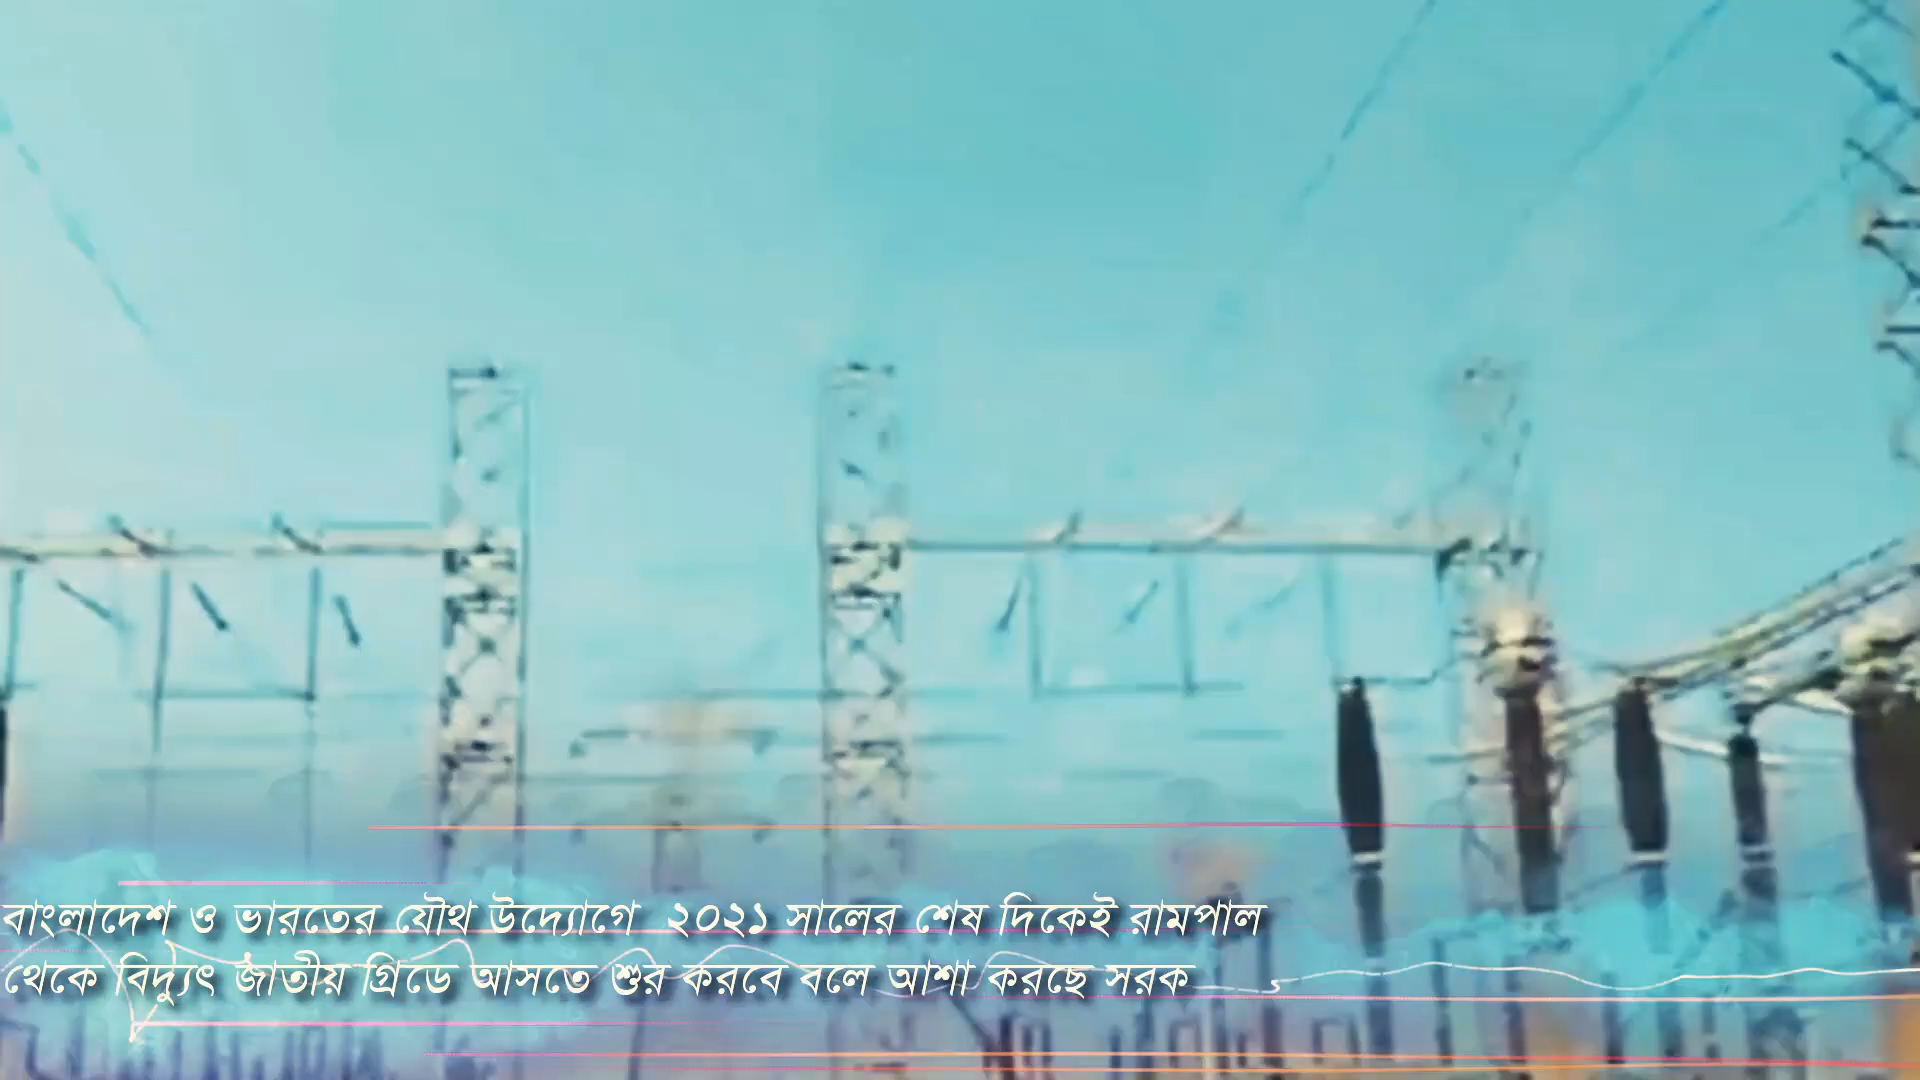 বাংলাদেশ ও ভারতের যৌথ উদ্যোগে ২০২১ সালের শেষ দিকেই রামপাল
থেকে বিদ্যুৎ জাতীয় গ্রিডে আসতে শুর করবে বলে আশা করছে সরক